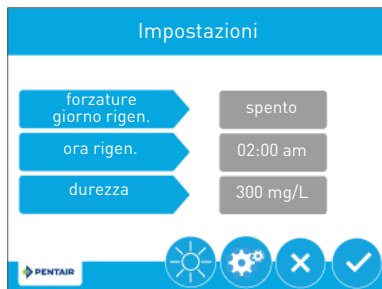 Impostazioni
forzature
giorno rigen.
spento
ora rigen.
02:00 am
durezza
300 mg/L
PENTAIR